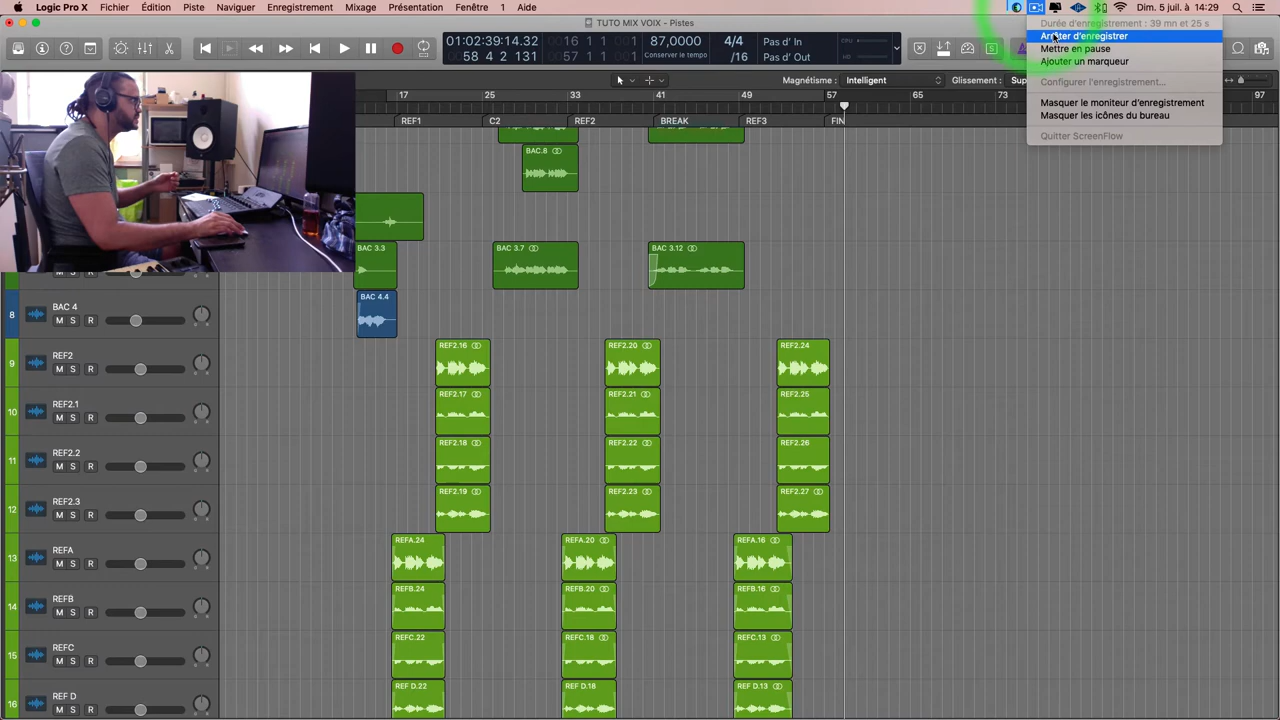 Logic Pro X Fichier Édition Piste Naviguer Enregistrement Mixage Présentation Fenêtre 1 Aide Dim. 5 juil. à 14:29
TUTO MIX VOIX - Pistes
Durée d'enregistrement : 39 mn et 25 s
Arrêter d'enregistrer
Mettre en pause
Ajouter un marqueur
Configurer l'enregistrement...
Masquer le moniteur d'enregistrement
Masquer les icônes du bureau
Quitter ScreenFlow
01:02:39:14.32 16 1 1 87,0000 4/4 Pas d' In CPU
58 4 2 131 57 1 1 Conserver le tempo /16 Pas d' Out
Magnétisme : Intelligent Glissement :
17 25 33 41 49 57 65 73 97
REF1 C2 REF2 BREAK REF3 FIN
BAC.8
BAC 3.3 BAC 3.7 BAC 3.12
M S R
8 BAC 4 BAC 4.4
M S R
9 REF2 REF2.16 REF2.20 REF2.24
M S R
10 REF2.1 REF2.17 REF2.21 REF2.25
M S R
11 REF2.2 REF2.18 REF2.22 REF2.26
M S R
12 REF2.3 REF2.19 REF2.23 REF2.27
M S R
13 REFA REFA.24 REFA.20 REFA.16
M S R
14 REFB REFB.24 REFB.20 REFB.16
M S R
15 REFC REFC.22 REFC.18 REFC.13
M S R
16 REF D REF D.22 REF D.18 REF D.13
M S R